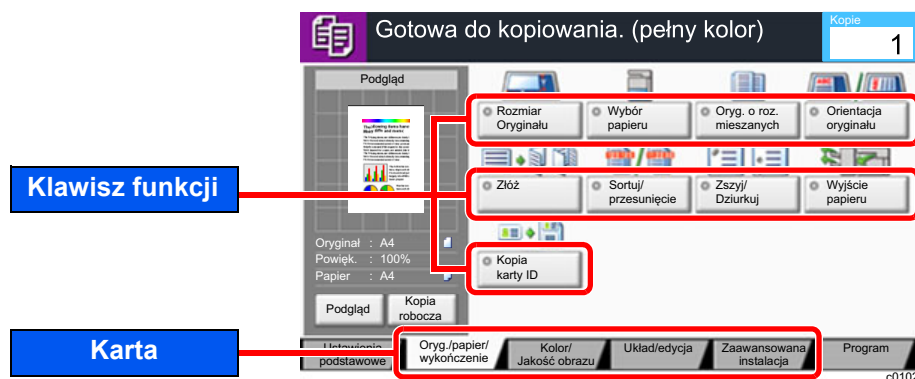 Gotowa do kopiowania. (pełny kolor)
Kopie
1
Podgląd
Rozmiar
Oryginału
Wybór
papieru
Oryg. o roz.
mieszanych
Orientacja
oryginału
Klawisz funkcji
Złóż
Sortuj/
przesunięcie
Zszyj/
Dziurkuj
Wyjście
papieru
Oryginał : A4
Powięk. : 100%
Papier : A4
Kopia
karty ID
Podgląd
Kopia
robocza
Karta
Ustawienia
podstawowe
Oryg./papier/
wykończenie
Kolor/
Jakość obrazu
Układ/edycja
Zaawansowana
instalacja
Program